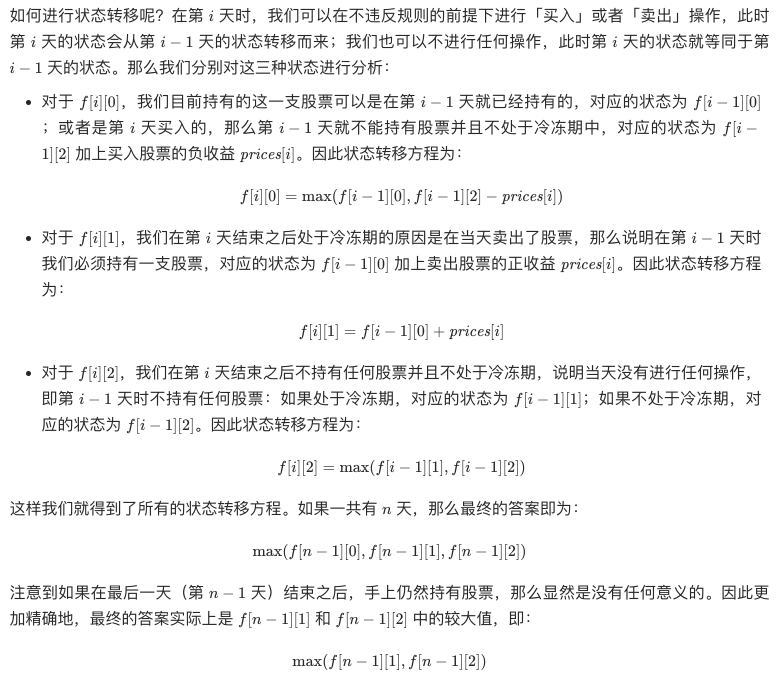 如何进行状态转移呢？在第 i 天时，我们可以在不违反规则的前提下进行「买入」或者「卖出」操作，此时
第 i 天的状态会从第 i − 1 天的状态转移而来；我们也可以不进行任何操作，此时第 i 天的状态就等同于第
i − 1 天的状态。那么我们分别对这三种状态进行分析：
• 对于 f[i][0]，我们目前持有的这一支股票可以是在第 i − 1 天就已经持有的，对应的状态为 f[i − 1][0]
；或者是第 i 天买入的，那么第 i − 1 天就不能持有股票并且不处于冷冻期中，对应的状态为 f[i −
1][2] 加上买入股票的负收益 prices[i]。因此状态转移方程为：
f[i][0] = max(f[i − 1][0], f[i − 1][2] − prices[i])
• 对于 f[i][1]，我们在第 i 天结束之后处于冷冻期的原因是在当天卖出了股票，那么说明在第 i − 1 天时
我们必须持有一支股票，对应的状态为 f[i − 1][0] 加上卖出股票的正收益 prices[i]。因此状态转移方程
为：
f[i][1] = f[i − 1][0] + prices[i]
• 对于 f[i][2]，我们在第 i 天结束之后不持有任何股票并且不处于冷冻期，说明当天没有进行任何操作，
即第 i − 1 天时不持有任何股票：如果处于冷冻期，对应的状态为 f[i − 1][1]；如果不处于冷冻期，对
应的状态为 f[i − 1][2]。因此状态转移方程为：
f[i][2] = max(f[i − 1][1], f[i − 1][2])
这样我们就得到了所有的状态转移方程。如果一共有 n 天，那么最终的答案即为：
max(f[n − 1][0], f[n − 1][1], f[n − 1][2])
注意到如果在最后一天（第 n − 1 天）结束之后，手上仍然持有股票，那么显然是没有任何意义的。因此更
加精确地，最终的答案实际上是 f[n − 1][1] 和 f[n − 1][2] 中的较大值，即：
max(f[n − 1][1], f[n − 1][2])